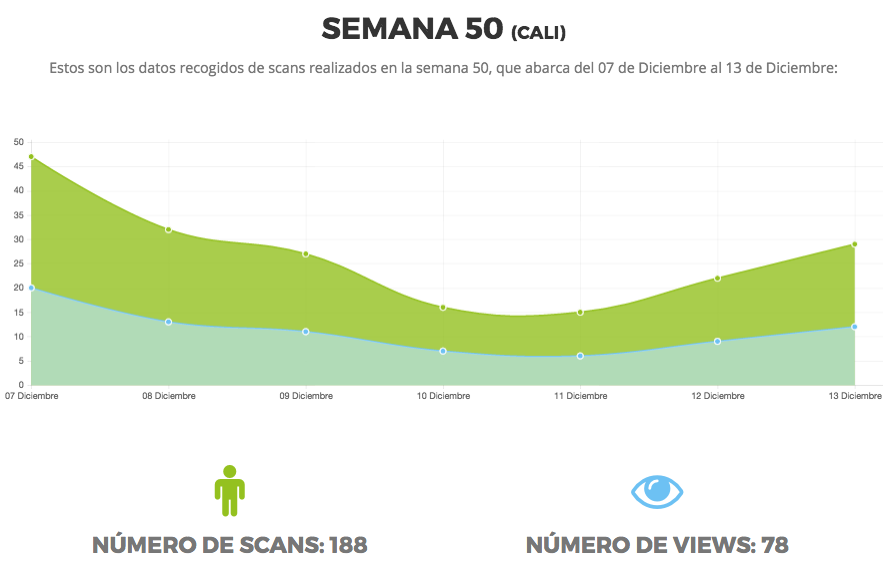 SEMANA 50 (CALI)
Estos son los datos recogidos de scans realizados en la semana 50, que abarca del 07 de Diciembre al 13 de Diciembre:
50
45
40
35
30
25
20
15
10
5
0
07 Diciembre 08 Diciembre 09 Diciembre 10 Diciembre 11 Diciembre 12 Diciembre 13 Diciembre
NÚMERO DE SCANS: 188 NÚMERO DE VIEWS: 78